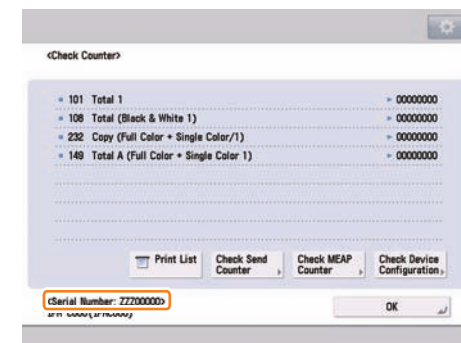 <Check Counter>
101 Total 1 00000000
108 Total (Black & White 1) 00000000
232 Copy (Full Color + Single Color/1) 00000000
149 Total A (Full Color + Single Color 1) 00000000
Print List Check Send Counter Check MEAP Counter Check Device Configuration
<Serial Number: ZZZ00000>
OK